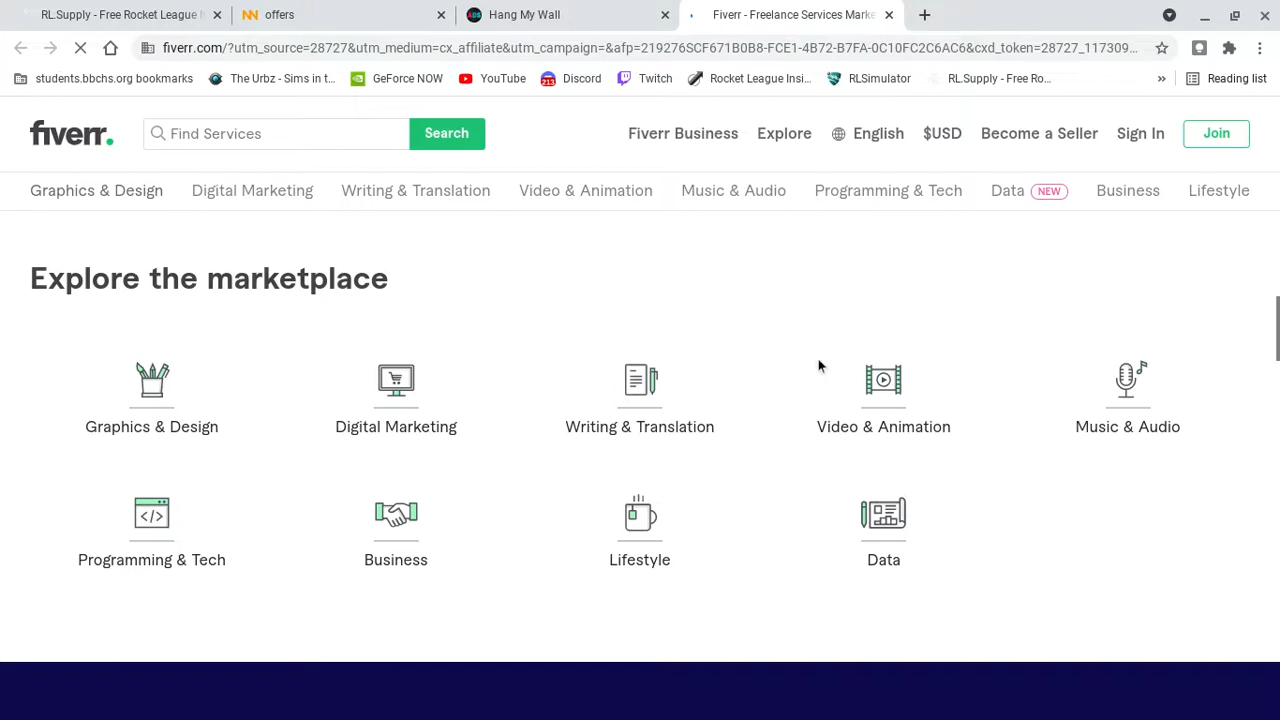 RL.Supply - Free Rocket League I
offers
Hang My Wall
Fiverr - Freelance Services Marke
fiverr.com/?utm_source=28727&utm_medium=cx_affiliate&utm_campaign=&afp=219276SCF671B0B8-FCE1-4B72-B7FA-0C10FC2C6AC6&cxd_token=28727_117309...
students.bbchs.org bookmarks
The Urbz - Sims in t...
GeForce NOW
YouTube
213
Discord
Twitch
Rocket League Insi...
RLSimulator
RL.Supply - Free Ro...
»
Reading list
fiverr.
Find Services
Search
Fiverr Business
Explore
English
$USD
Become a Seller
Sign In
Join
Graphics & Design
Digital Marketing
Writing & Translation
Video & Animation
Music & Audio
Programming & Tech
Data NEW
Business
Lifestyle
Explore the marketplace
Graphics & Design
Digital Marketing
Writing & Translation
Video & Animation
Music & Audio
Programming & Tech
Business
Lifestyle
Data